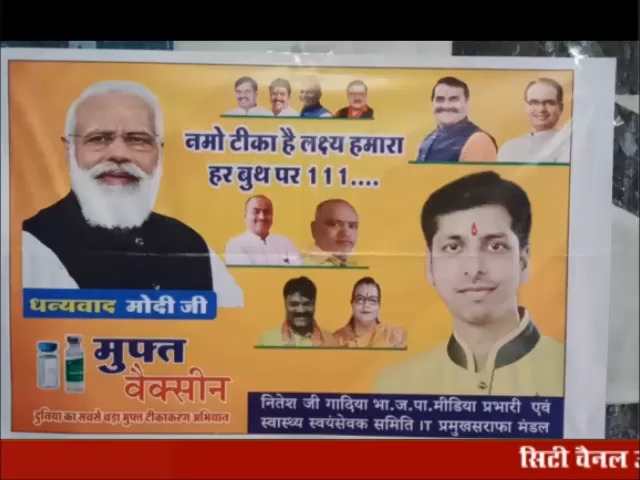 नमो टीका है लक्ष्य हमारा
हर बुथ पर 111....
धन्यवाद मोदी जी
मुफ्त
वैक्सीन
दुनिया का सबसे बड़ा मुफ्त टीकाकरण अभियान
नितेश जी गादिया भा.ज.पा.मीडिया प्रभारी एवं
स्वास्थ्य स्वयंसेवक समिति IT प्रमुखसराफा मंडल
सिटी चैनल